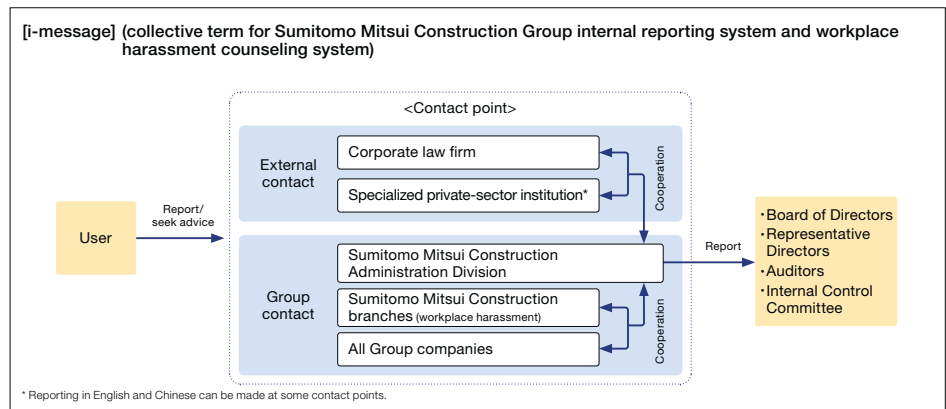 [i-message] (collective term for Sumitomo Mitsui Construction Group internal reporting system and workplace
harassment counseling system)
<Contact point>
User
Report/
seek advice
External
contact
Corporate law firm
Specialized private-sector institution*
Cooperation
Group
contact
Sumitomo Mitsui Construction
Administration Division
Sumitomo Mitsui Construction
branches (workplace harassment)
All Group companies
Cooperation
Report
・Board of Directors
・Representative
Directors
・Auditors
・Internal Control
Committee
* Reporting in English and Chinese can be made at some contact points.